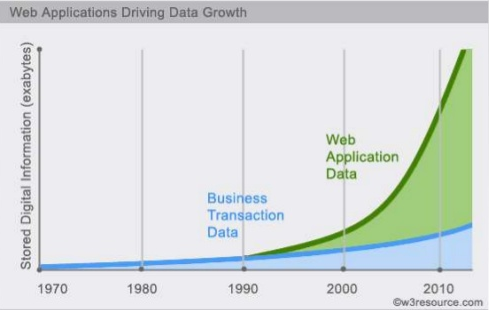 Web Applications Driving Data Growth
Stored Digital Information (exabytes)
Web
Application
Data
Business
Transaction
Data
1970
1980
1990
2000
2010
©w3resource.com